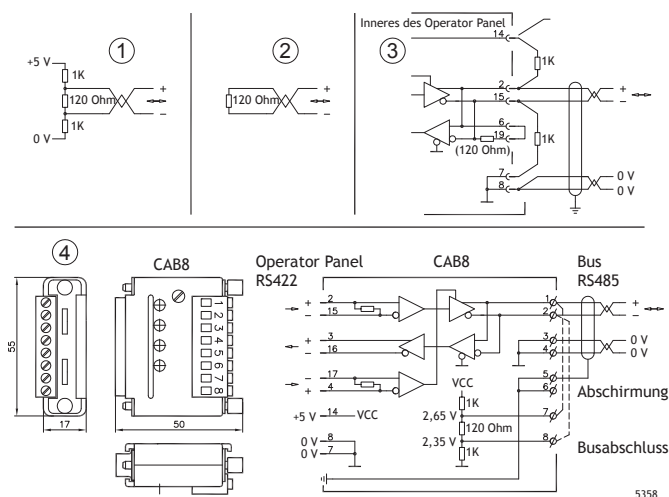 1
+5 V
1K
120 Ohm
+
−
1K
0 V
2
120 Ohm
+
−
Inneres des Operator Panel
3
14
1K
2
+
15
−
6
19
(120 Ohm)
1K
7
0 V
8
0 V
4
CAB8
55
17
1
2
3
4
5
6
7
8
50
Operator Panel
RS422
CAB8
Bus
RS485
+ 2
− 15
+ 3
− 16
+ 17
− 4
+5 V 14 VCC
0 V 8
0 V 7
VCC
1K
2,65 V
120 Ohm
2,35 V
1K
1 +
2 −
3 0 V
4 0 V
5
6
Abschirmung
7
8
Busabschluss
5358